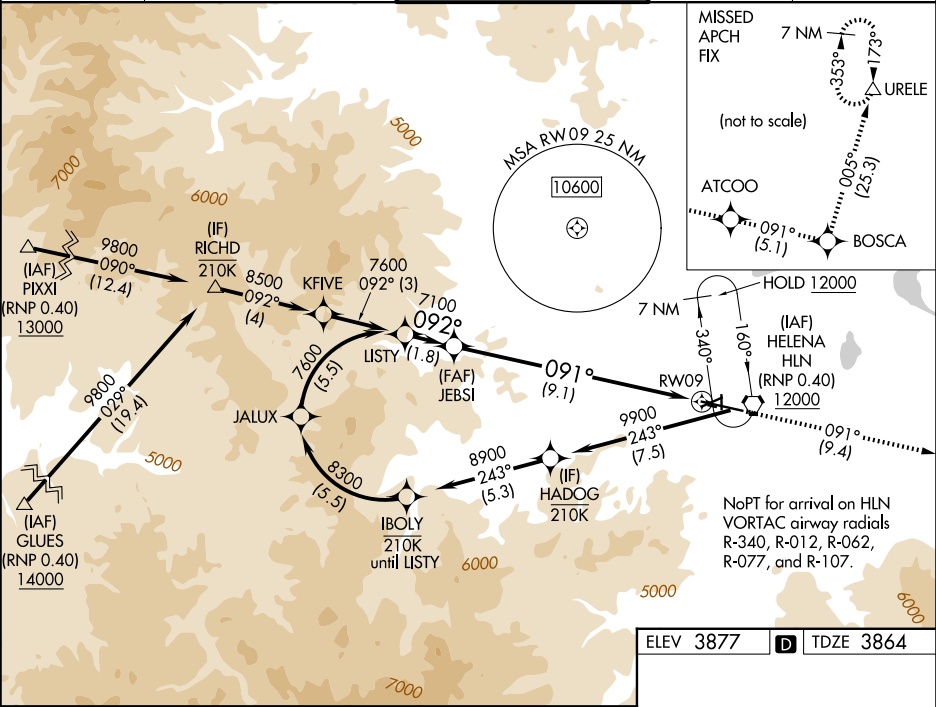 MISSED
APCH
FIX
7 NM
353°
173°
URELE
(not to scale)
005°
(25.3)
ATCOO
091°
(5.1)
BOSCA
MSA RW09 25 NM
10600
5000
7000
6000
(IAF)
PIXXI
(RNP 0.40)
13000
9800
090°
(12.4)
(IF)
RICHD
210K
8500
092°
(4)
KFIVE
7600
092° (3)
7100
092°
LISTY
(1.8)
(FAF)
JEBSI
091°
(9.1)
RW09
HOLD 12000
7 NM
340°
160°
(IAF)
HELENA
HLN
(RNP 0.40)
12000
091°
(9.4)
9900
243°
(7.5)
(IF)
HADOG
210K
8900
243°
(5.3)
IBOLY
210K
until LISTY
8300
(5.5)
JALUX
7600
(5.5)
9800
029°
(19.4)
5000
(IAF)
GLUES
(RNP 0.40)
14000
6000
5000
6000
7000
NoPT for arrival on HLN
VORTAC airway radials
R-340, R-012, R-062,
R-077, and R-107.
ELEV 3877 D TDZE 3864